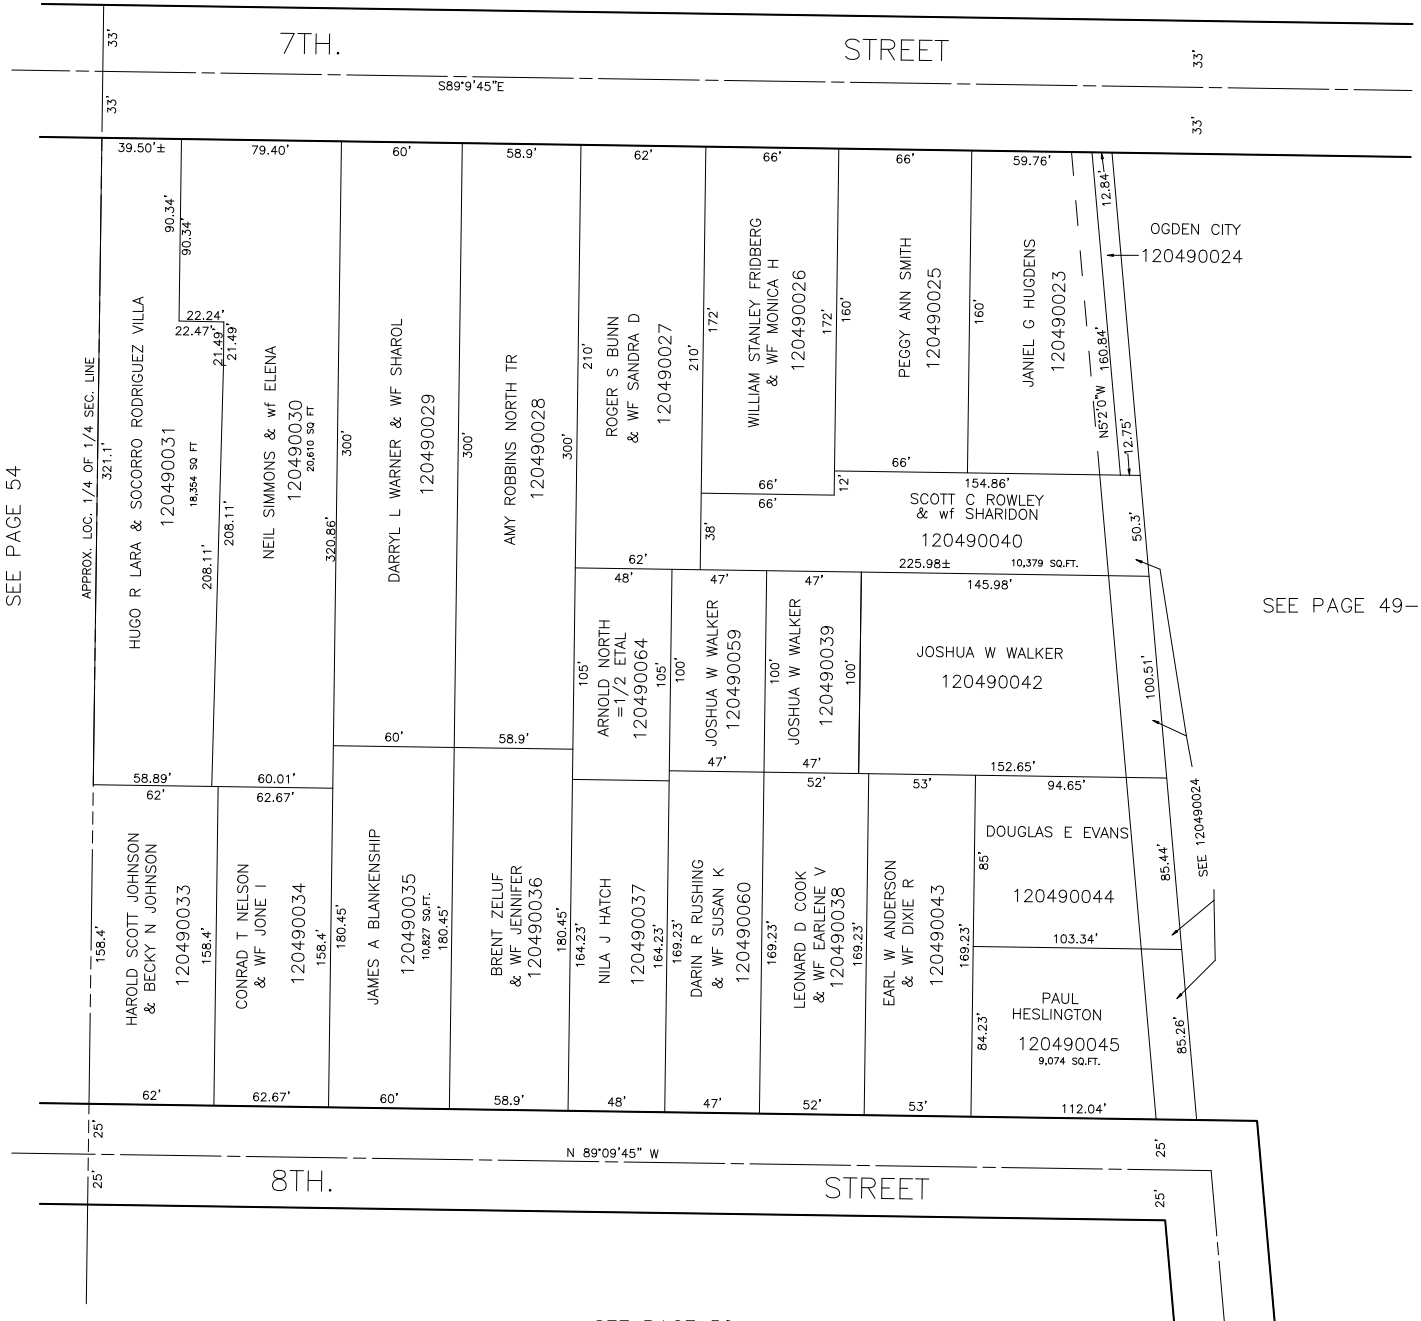 7TH. STREET
33'
33'
33'
33'
S89°9'45"E
39.50'±
79.40'
60'
58.9'
62'
66'
66'
59.76'
12.84'
OGDEN CITY
120490024
90.34'
90.34'
22.24'
22.47'
21.49'
21.49'
SEE PAGE 54
APPROX. LOC. 1/4 OF 1/4 SEC. LINE
321.1'
HUGO R LARA & SOCORRO RODRIGUEZ VILLA
120490031
18,354 SQ FT
208.11'
208.11'
NEIL SIMMONS & wf ELENA
120490030
20,610 SQ FT
320.86'
300'
DARRYL L WARNER & WF SHAROL
120490029
300'
AMY ROBBINS NORTH TR
120490028
300'
210'
ROGER S BUNN
& WF SANDRA D
120490027
210'
172'
WILLIAM STANLEY FRIDBERG
& WF MONICA H
120490026
172'
160'
PEGGY ANN SMITH
120490025
160'
JANIEL G HUGDENS
120490023
N5°2'0"W
160.84'
12.75'
66'
66'
66'
12'
154.86'
38'
SCOTT C ROWLEY
& wf SHARIDON
120490040
225.98±
10,379 SQ.FT.
50.3'
SEE PAGE 49-
62'
48'
47'
47'
145.98'
105'
ARNOLD NORTH
=1/2 ETAL
120490064
105'
100'
JOSHUA W WALKER
120490059
100'
JOSHUA W WALKER
120490039
100'
JOSHUA W WALKER
120490042
100.51'
60'
58.9'
47'
47'
152.65'
58.89'
60.01'
62'
62.67'
52'
53'
94.65'
SEE 120490024
158.4'
HAROLD SCOTT JOHNSON
& BECKY N JOHNSON
120490033
158.4'
CONRAD T NELSON
& WF JONE I
120490034
158.4'
180.45'
JAMES A BLANKENSHIP
120490035
10,827 SQ.FT.
180.45'
BRENT ZELUF
& WF JENNIFER
120490036
180.45'
164.23'
NILA J HATCH
120490037
164.23'
169.23'
DARIN R RUSHING
& WF SUSAN K
120490060
169.23'
LEONARD D COOK
& WF EARLENE V
120490038
169.23'
EARL W ANDERSON
& WF DIXIE R
120490043
169.23'
85'
DOUGLAS E EVANS
120490044
85.44'
103.34'
84.23'
PAUL
HESLINGTON
120490045
9,074 SQ.FT.
85.26'
62'
62.67'
60'
58.9'
48'
47'
52'
53'
112.04'
25'
25'
N 89°09'45" W
25'
25'
8TH. STREET